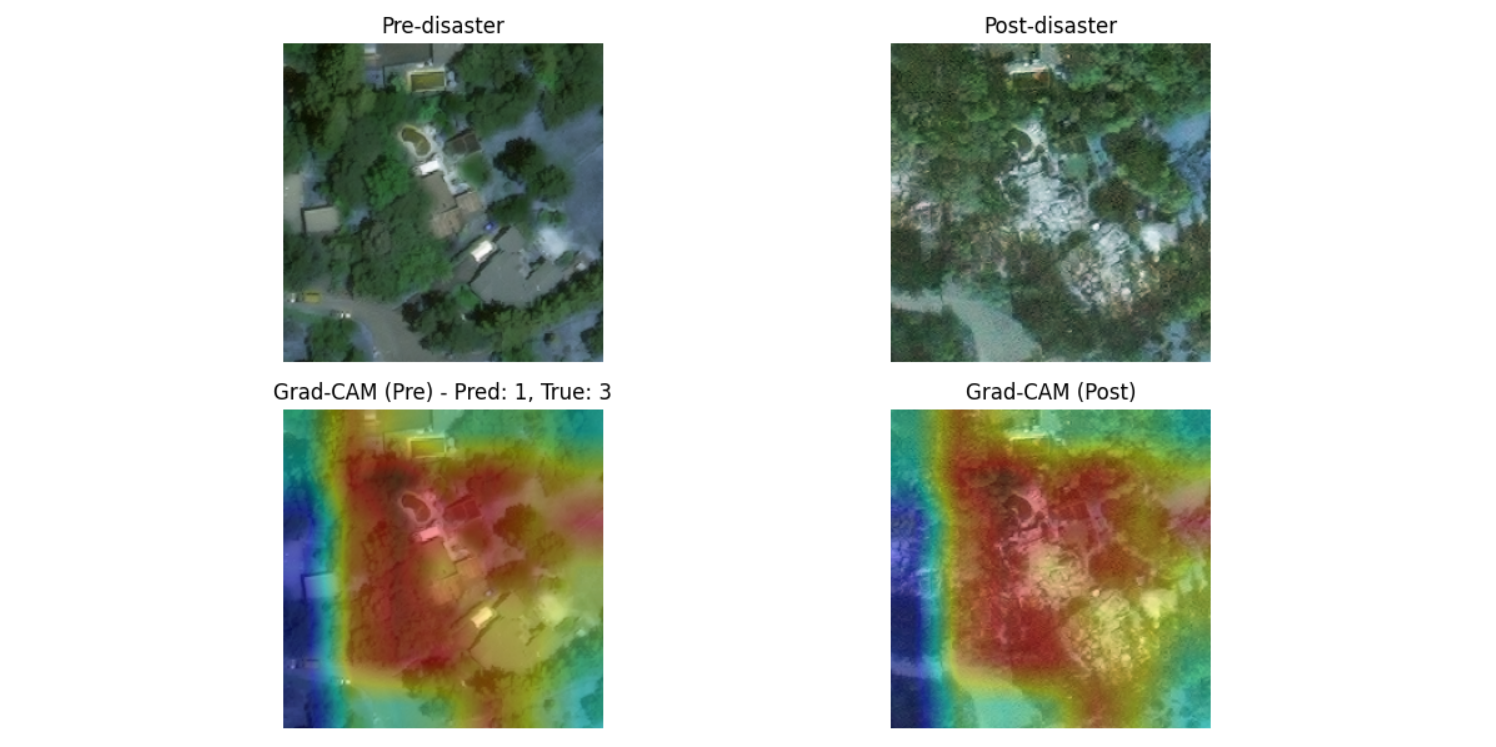 Pre-disaster
Post-disaster
Grad-CAM (Pre) - Pred: 1, True: 3
Grad-CAM (Post)